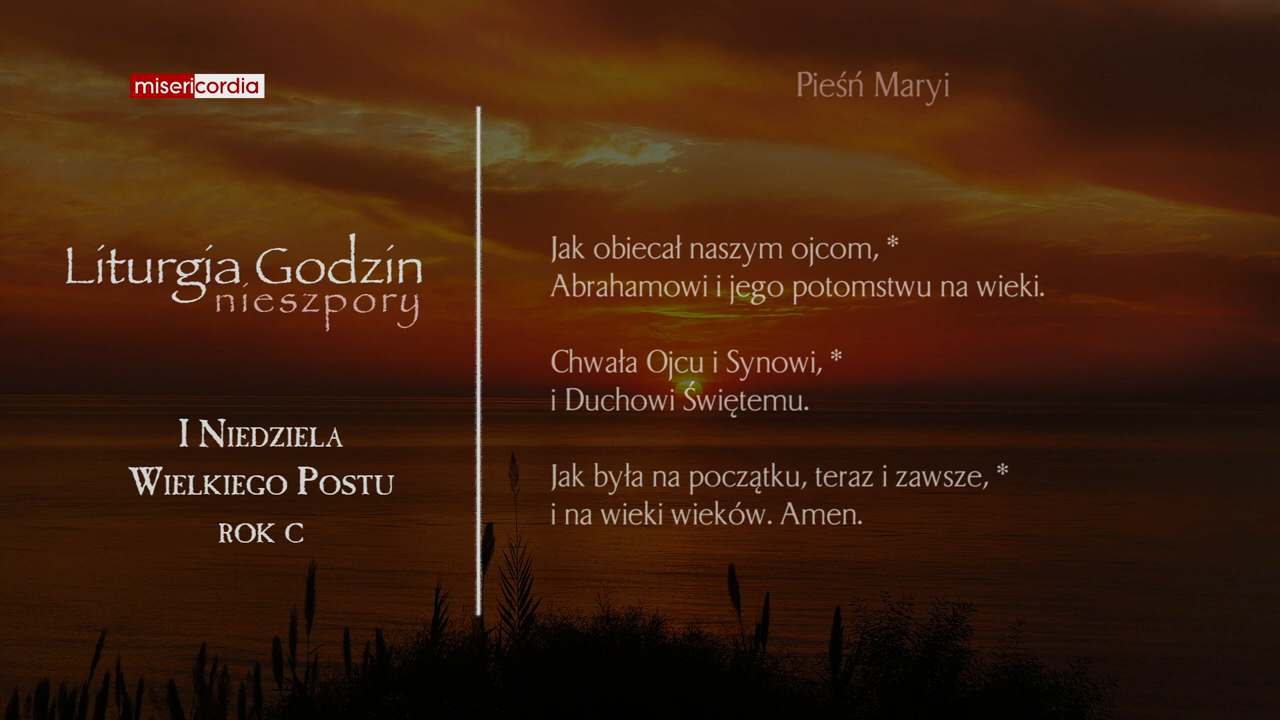 misericordia
Liturgia Godzin
nieszpory
I Niedziela
Wielkiego Postu
rok C
Pieśń Maryi
Jak obiecał naszym ojcom, *
Abrahamowi i jego potomstwu na wieki.
Chwała Ojcu i Synowi, *
i Duchowi Świętemu.
Jak była na początku, teraz i zawsze, *
i na wieki wieków. Amen.